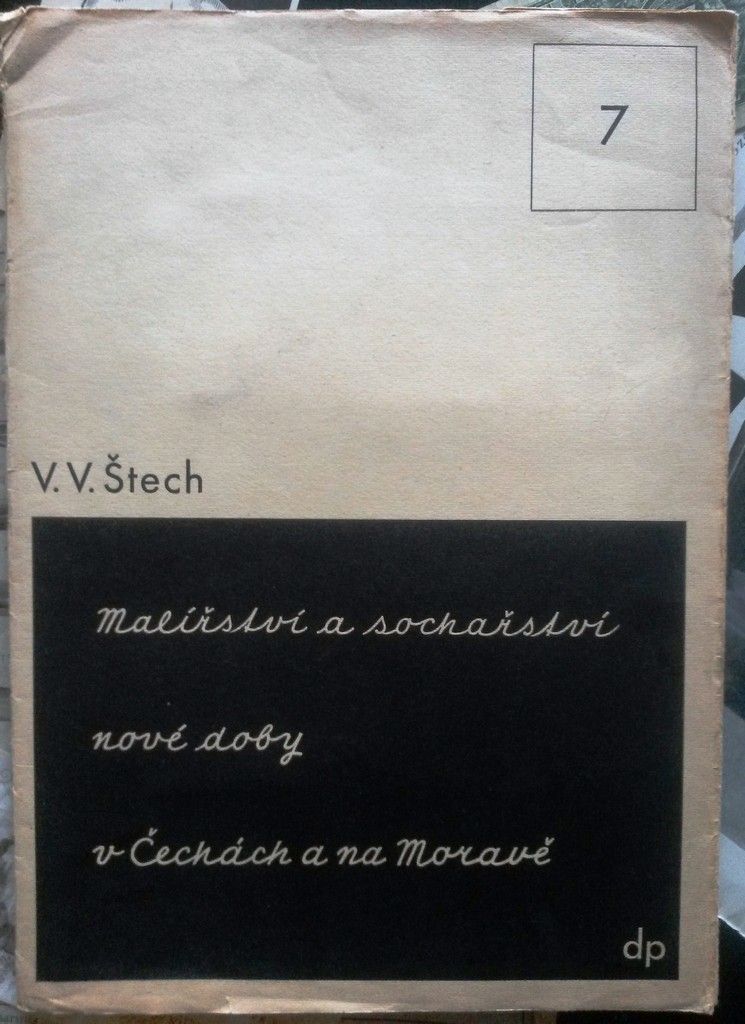 7
V. V. Štech
Malířství a sochařství
nové doby
v Čechách a na Moravě
dp